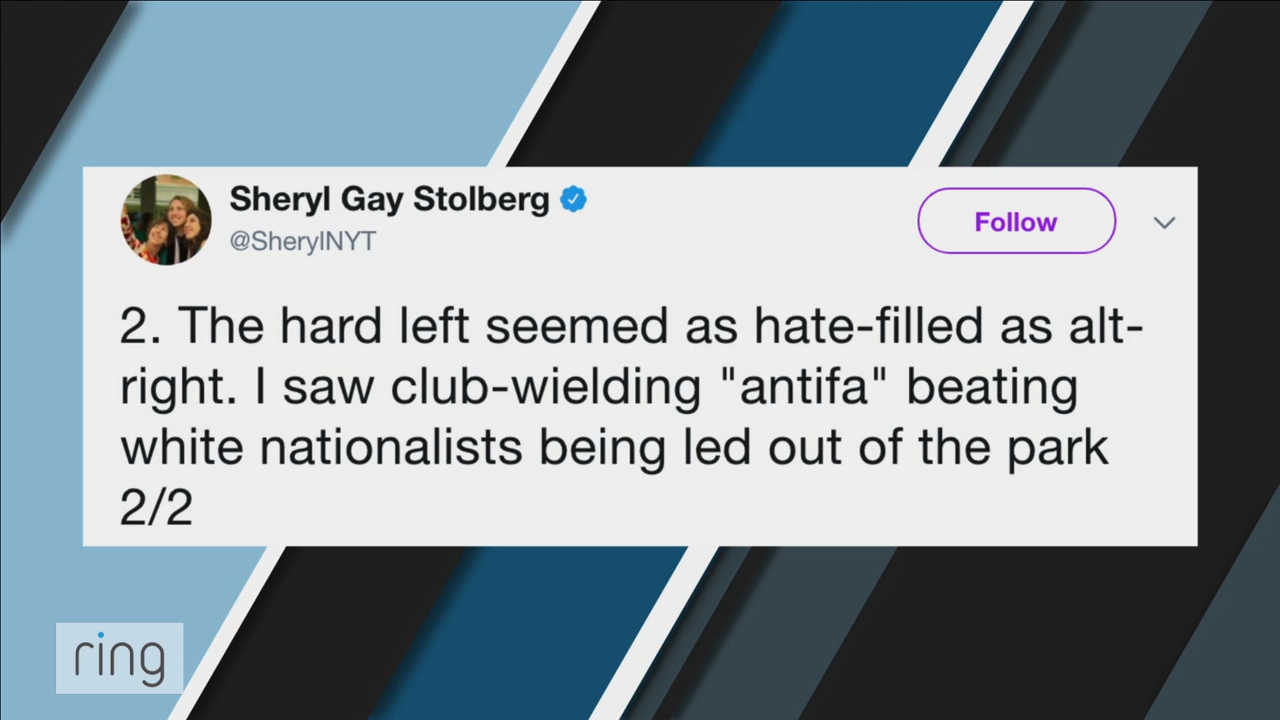 Sheryl Gay Stolberg
@SherylNYT
Follow
2. The hard left seemed as hate-filled as alt-
right. I saw club-wielding "antifa" beating
white nationalists being led out of the park
2/2
ring